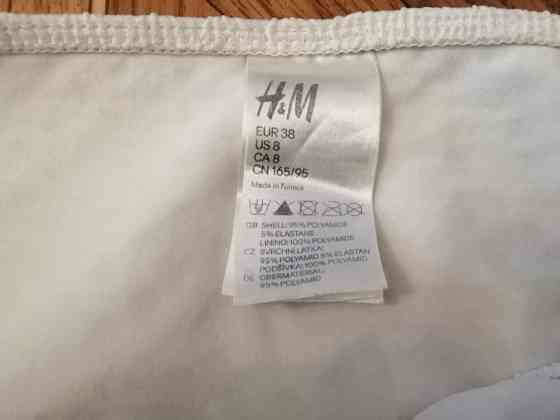 H&M
EUR 38
US 8
CA 8
CN 165/95
Made in Tunisia
GB SHELL: 95% POLYAMIDE
5% ELASTANE
LINING: 100% POLYAMIDE
CZ SVRCHNÍ LÁTKA:
95% POLYAMID 5% ELASTAN
PODŠÍVKA: 100% POLYAMID
DE OBERMATERIAL:
95% POLYAMID